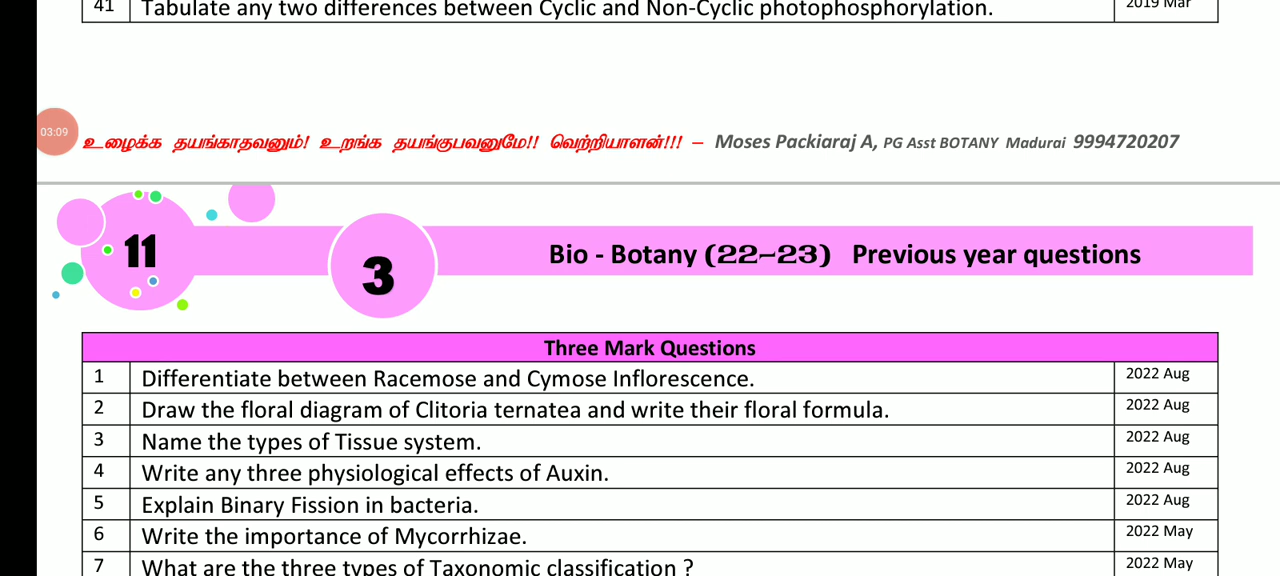 41 Tabulate any two differences between Cyclic and Non-Cyclic photophosphorylation. 2019 Mar
03:09
உழைக்க தயங்காதவனும்! உறங்க தயங்குபவனுமே!! வெற்றியாளன்!!! – Moses Packiaraj A, PG Asst BOTANY Madurai 9994720207
11 3 Bio - Botany (22-23) Previous year questions
Three Mark Questions
1 Differentiate between Racemose and Cymose Inflorescence. 2022 Aug
2 Draw the floral diagram of Clitoria ternatea and write their floral formula. 2022 Aug
3 Name the types of Tissue system. 2022 Aug
4 Write any three physiological effects of Auxin. 2022 Aug
5 Explain Binary Fission in bacteria. 2022 Aug
6 Write the importance of Mycorrhizae. 2022 May
7 What are the three types of Taxonomic classification ? 2022 May